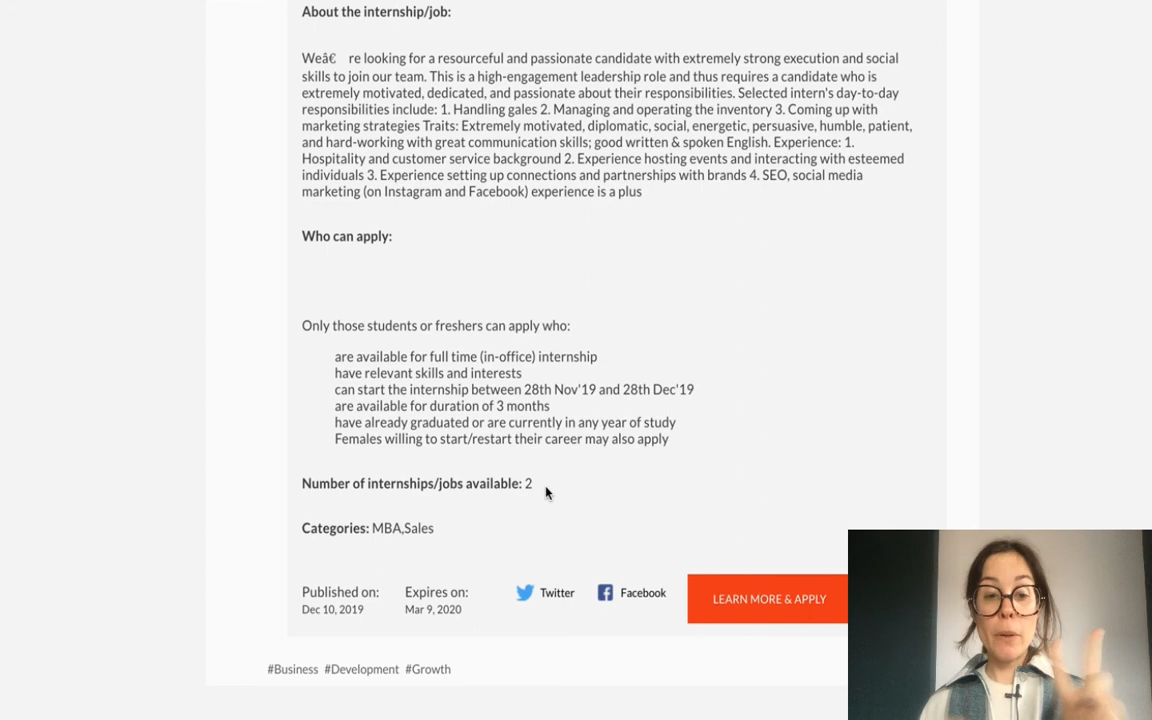 About the internship/job:
Weâ€ re looking for a resourceful and passionate candidate with extremely strong execution and social
skills to join our team. This is a high-engagement leadership role and thus requires a candidate who is
extremely motivated, dedicated, and passionate about their responsibilities. Selected intern's day-to-day
responsibilities include: 1. Handling gales 2. Managing and operating the inventory 3. Coming up with
marketing strategies Traits: Extremely motivated, diplomatic, social, energetic, persuasive, humble, patient,
and hard-working with great communication skills; good written & spoken English. Experience: 1.
Hospitality and customer service background 2. Experience hosting events and interacting with esteemed
individuals 3. Experience setting up connections and partnerships with brands 4. SEO, social media
marketing (on Instagram and Facebook) experience is a plus
Who can apply:
Only those students or freshers can apply who:
are available for full time (in-office) internship
have relevant skills and interests
can start the internship between 28th Nov'19 and 28th Dec'19
are available for duration of 3 months
have already graduated or are currently in any year of study
Females willing to start/restart their career may also apply
Number of internships/jobs available: 2
Categories: MBA,Sales
Published on: Expires on: Twitter Facebook LEARN MORE & APPLY
Dec 10, 2019 Mar 9, 2020
#Business #Development #Growth